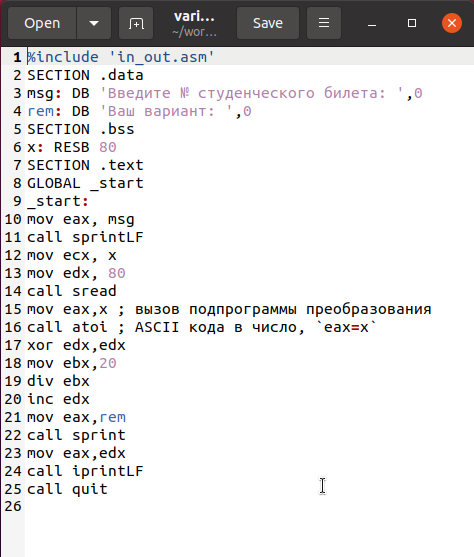 Open
vari...
~/wor...
Save
1 %include 'in_out.asm'
2 SECTION .data
3 msg: DB 'Введите № студенческого билета: ',0
4 rem: DB 'Ваш вариант: ',0
5 SECTION .bss
6 x: RESB 80
7 SECTION .text
8 GLOBAL _start
9 _start:
10 mov eax, msg
11 call sprintLF
12 mov ecx, x
13 mov edx, 80
14 call sread
15 mov eax,x ; вызов подпрограммы преобразования
16 call atoi ; ASCII кода в число, `eax=x`
17 xor edx,edx
18 mov ebx,20
19 div ebx
20 inc edx
21 mov eax,rem
22 call sprint
23 mov eax,edx
24 call iprintLF
25 call quit
26